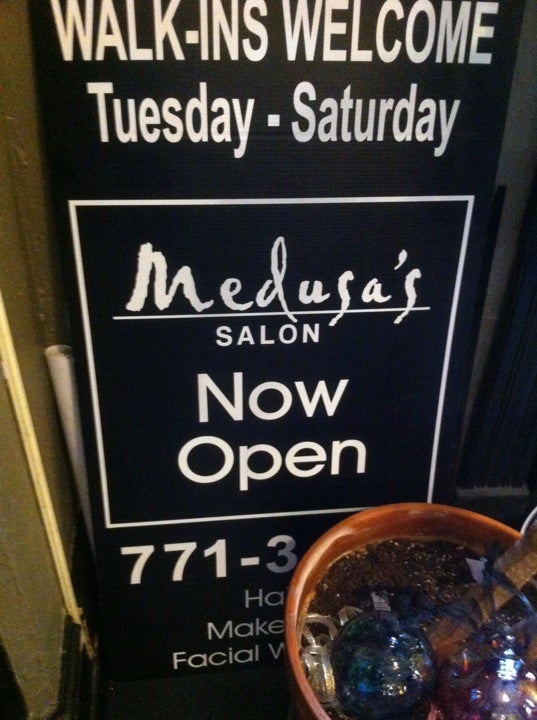 WALK-INS WELCOME
Tuesday - Saturday
Medusa's
SALON
Now
Open
771-3
Ha
Make
Facial W